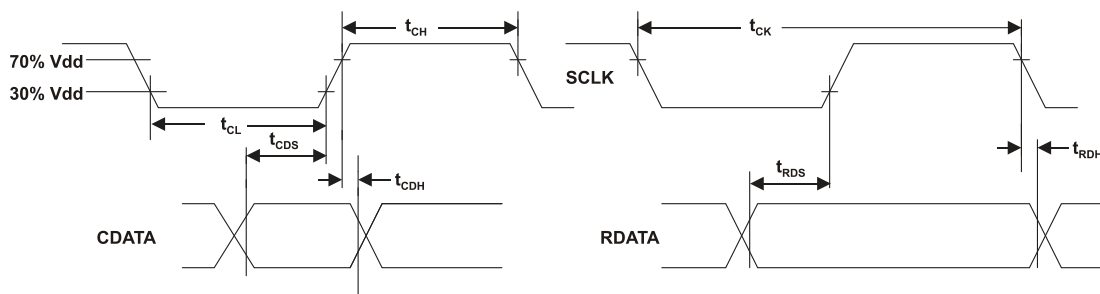 tCH
tCK
70% Vdd
SCLK
30% Vdd
tCL
tCDS
tRDH
tRDS
tCDH
CDATA
RDATA